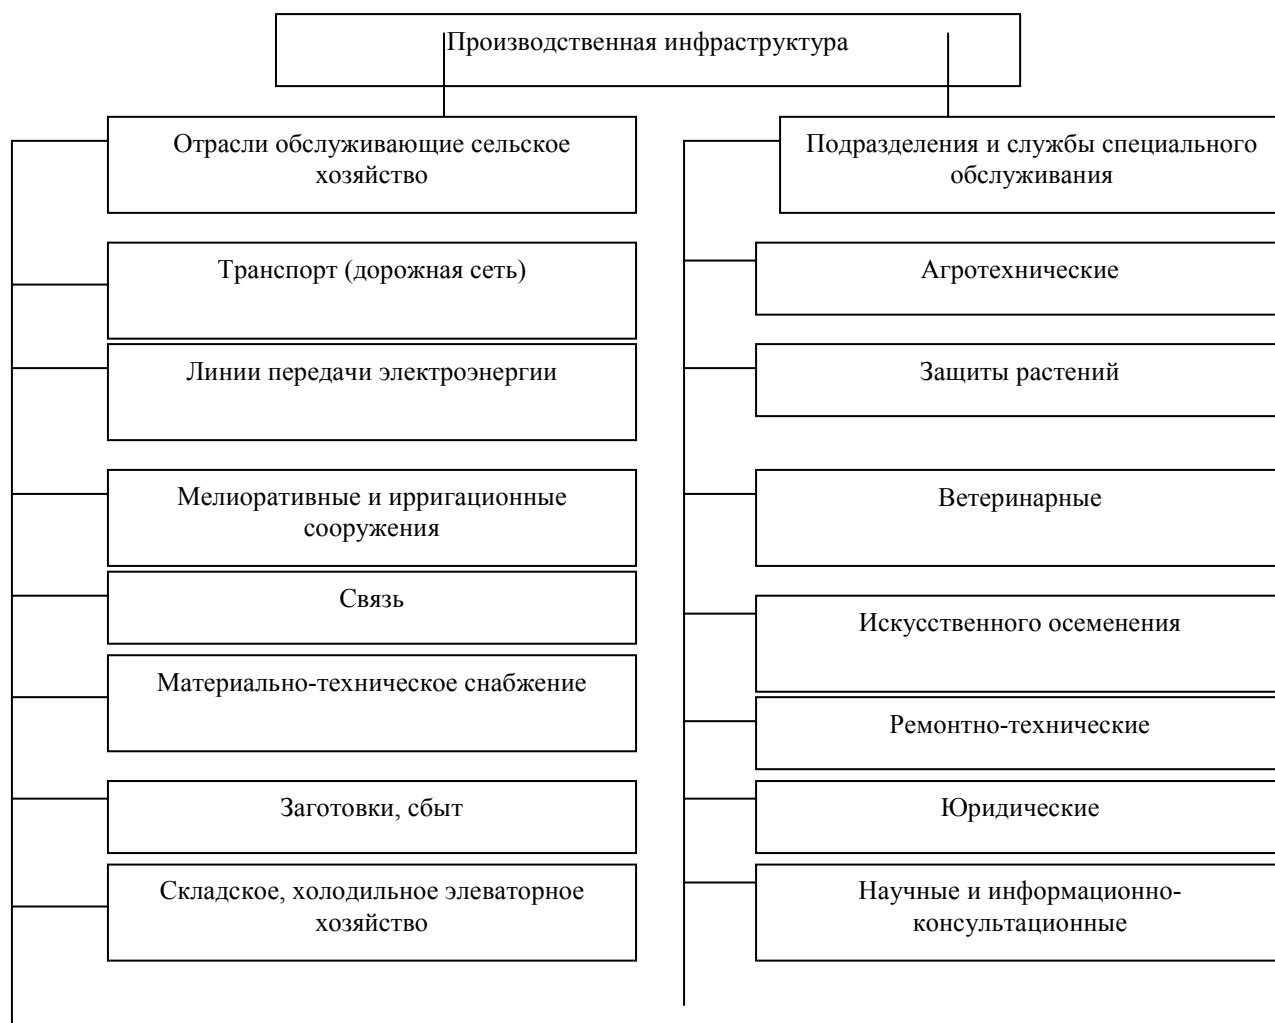 Производственная инфраструктура
Отрасли обслуживающие сельское
хозяйство
Транспорт (дорожная сеть)
Линии передачи электроэнергии
Мелиоративные и ирригационные
сооружения
Связь
Материально-техническое снабжение
Заготовки, сбыт
Складское, холодильное элеваторное
хозяйство
Подразделения и службы специального
обслуживания
Агротехнические
Защиты растений
Ветеринарные
Искусственного осеменения
Ремонтно-технические
Юридические
Научные и информационно-
консультационные